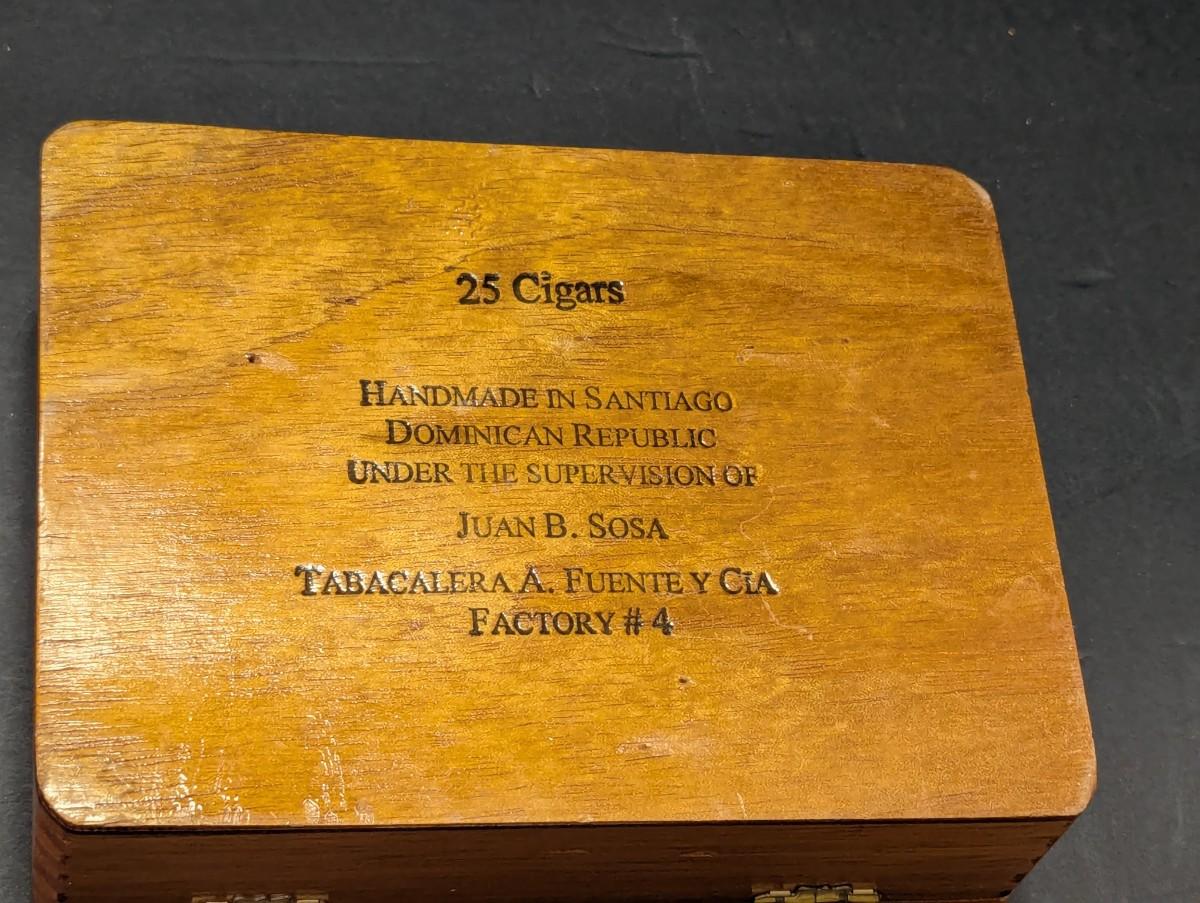 25 Cigars
HANDMADE IN SANTIAGO
DOMINICAN REPUBLIC
UNDER THE SUPERVISION OF
JUAN B. SOSA
TABACALERA A. FUENTE Y CIA
FACTORY # 4